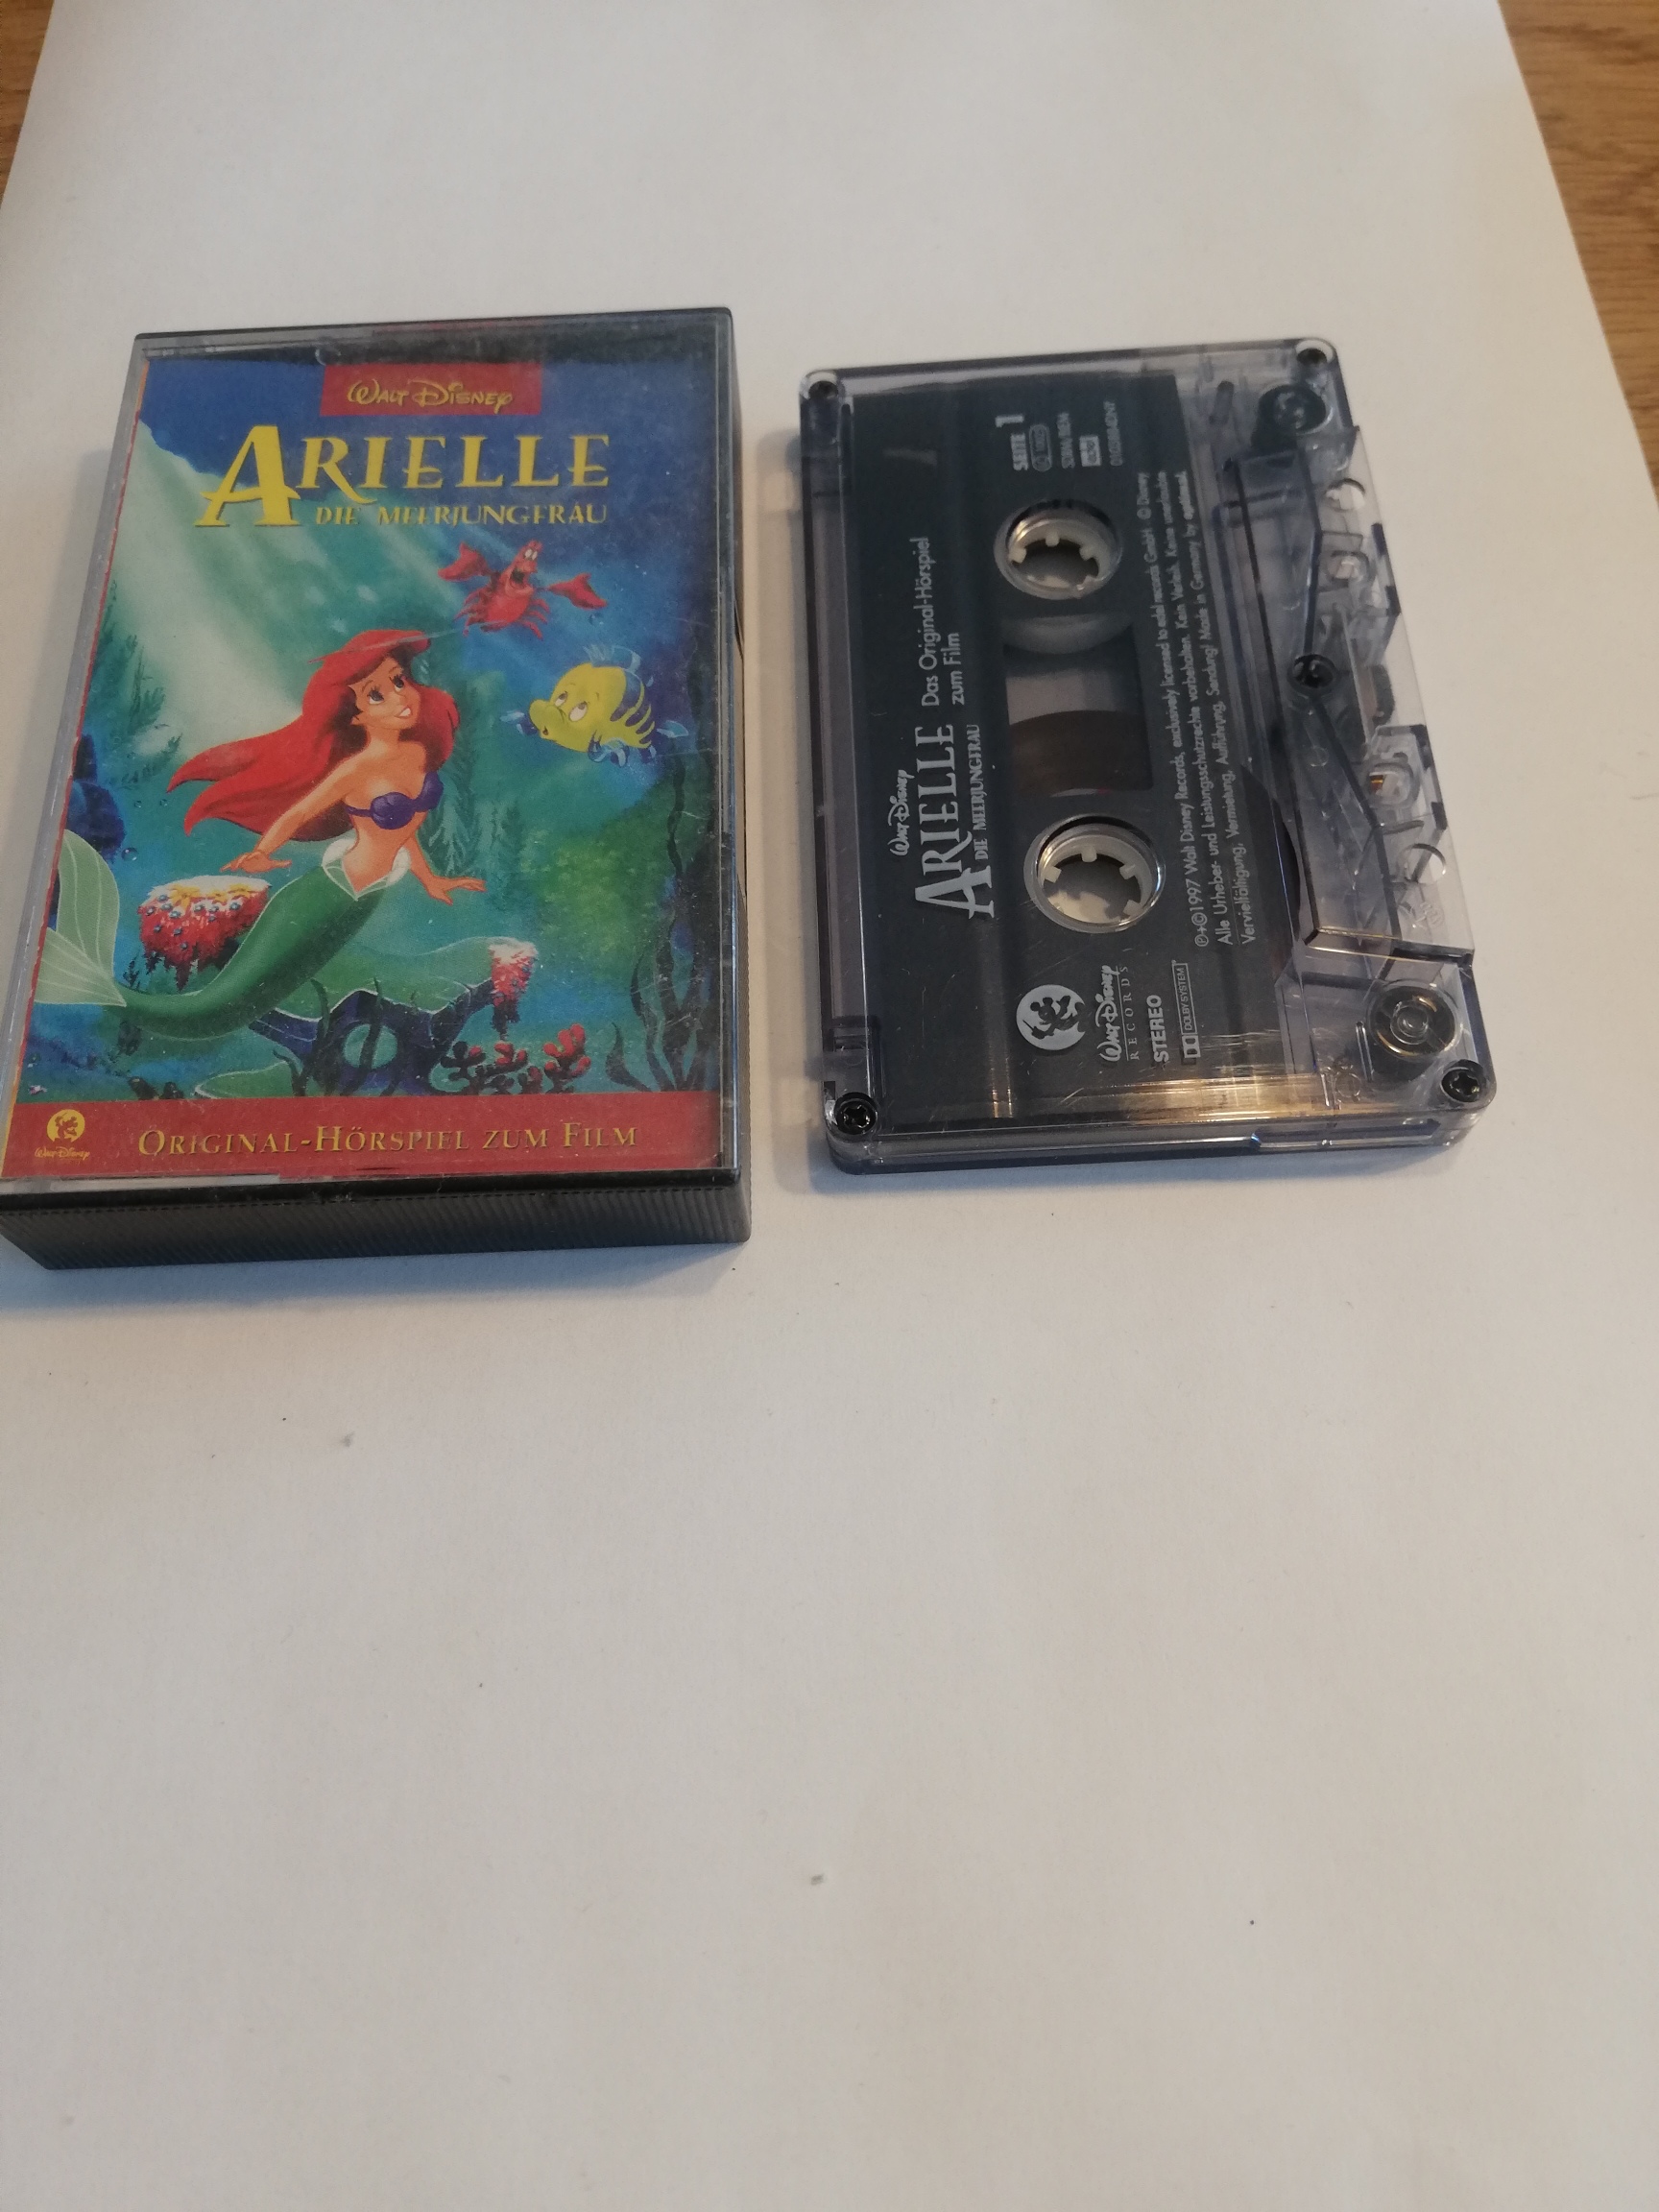 WALT DISNEY
ARIELLE
DIE MEERJUNGFRAU
ORIGINAL-HÖRSPIEL ZUM FILM
WALT DISNEY
WALT DISNEY
ARIELLE
DIE MEERJUNGFRAU
Das Original-Hörspiel
zum Film
SEITE 1
WALT DISNEY
RECORDS
STEREO
DOLBY SYSTEM
℗+©1997 Walt Disney Records, exclusively licensed to edel records GmbH. © Disney
Alle Urheber- und Leistungsschutzrechte vorbehalten. Kein Verleih. Keine unerlaubte
Vervielfältigung, Vermietung, Aufführung, Sendung! Made in Germany by optimal.